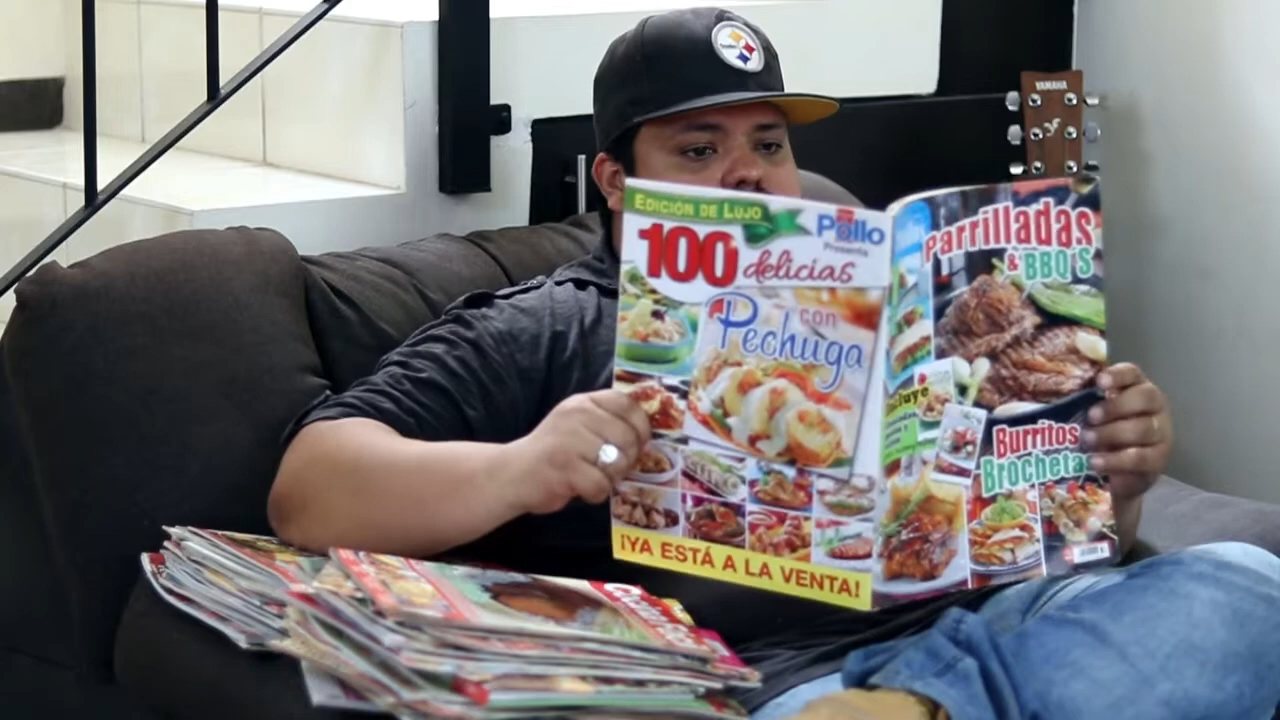 YAMAHA
EDICIÓN DE LUJO
Pollo
Presenta
100 delicias
con
Pechuga
¡YA ESTÁ A LA VENTA!
Parrilladas
& BBQ'S
Incluye
Burritos
Brochetas